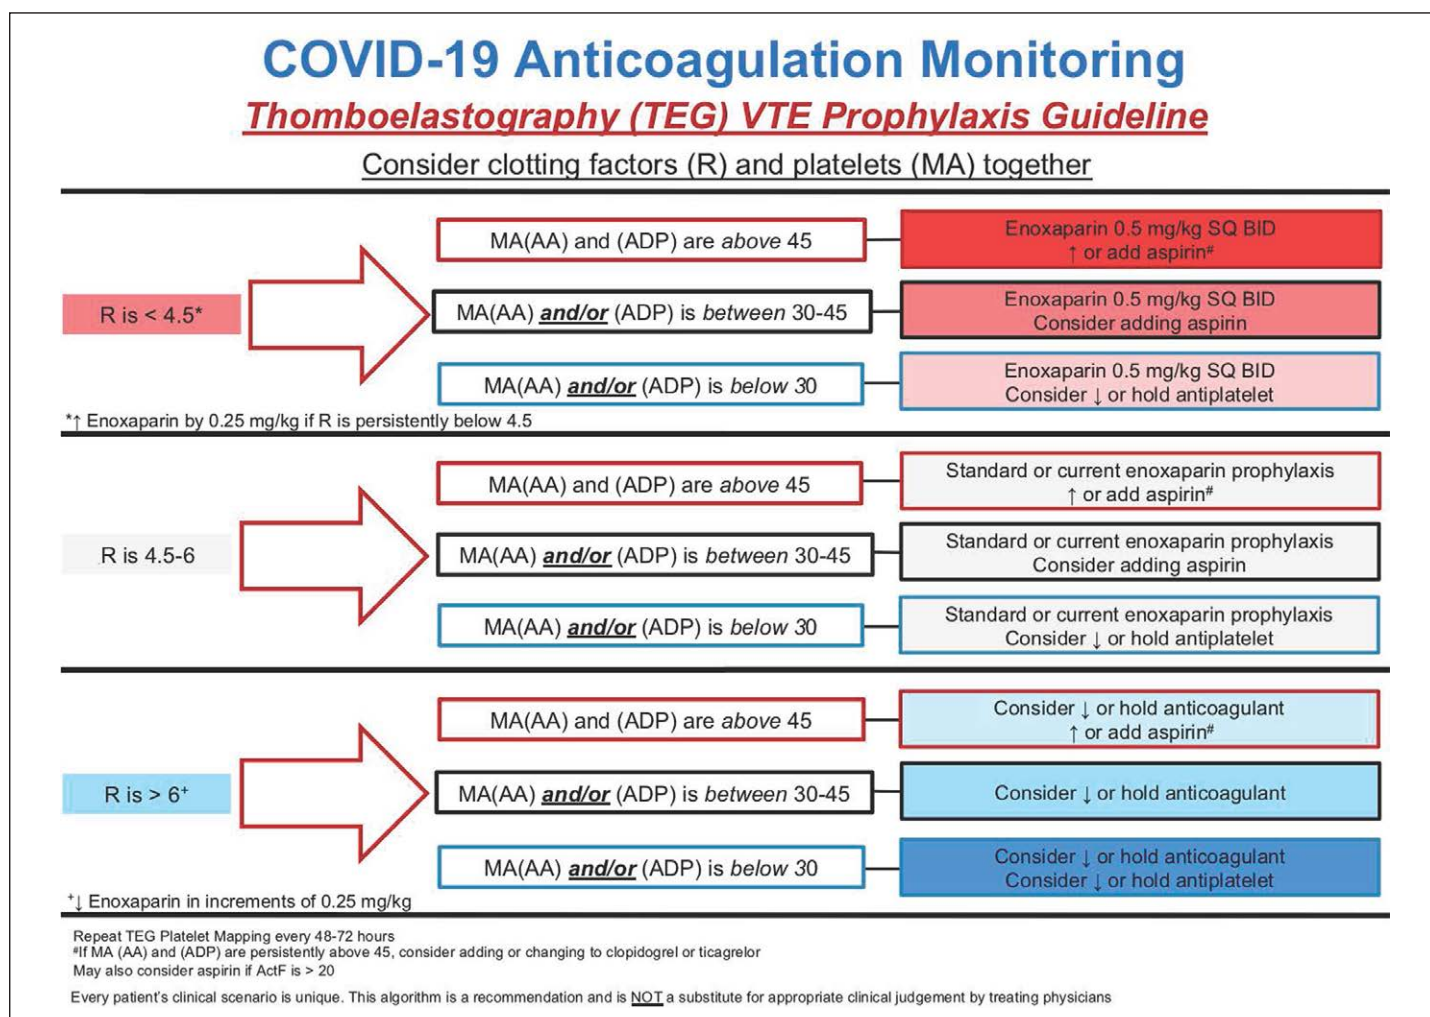 COVID-19 Anticoagulation Monitoring
Thomboelastography (TEG) VTE Prophylaxis Guideline
Consider clotting factors (R) and platelets (MA) together
R is < 4.5*
MA(AA) and (ADP) are above 45
Enoxaparin 0.5 mg/kg SQ BID
↑ or add aspirin#
MA(AA) and/or (ADP) is between 30-45
Enoxaparin 0.5 mg/kg SQ BID
Consider adding aspirin
MA(AA) and/or (ADP) is below 30
Enoxaparin 0.5 mg/kg SQ BID
Consider ↓ or hold antiplatelet
*↑ Enoxaparin by 0.25 mg/kg if R is persistently below 4.5
R is 4.5-6
MA(AA) and (ADP) are above 45
Standard or current enoxaparin prophylaxis
↑ or add aspirin#
MA(AA) and/or (ADP) is between 30-45
Standard or current enoxaparin prophylaxis
Consider adding aspirin
MA(AA) and/or (ADP) is below 30
Standard or current enoxaparin prophylaxis
Consider ↓ or hold antiplatelet
R is > 6+
MA(AA) and (ADP) are above 45
Consider ↓ or hold anticoagulant
↑ or add aspirin#
MA(AA) and/or (ADP) is between 30-45
Consider ↓ or hold anticoagulant
MA(AA) and/or (ADP) is below 30
Consider ↓ or hold anticoagulant
Consider ↓ or hold antiplatelet
+↓ Enoxaparin in increments of 0.25 mg/kg
Repeat TEG Platelet Mapping every 48-72 hours
#If MA (AA) and (ADP) are persistently above 45, consider adding or changing to clopidogrel or ticagrelor
May also consider aspirin if ActF is > 20
Every patient's clinical scenario is unique. This algorithm is a recommendation and is NOT a substitute for appropriate clinical judgement by treating physicians